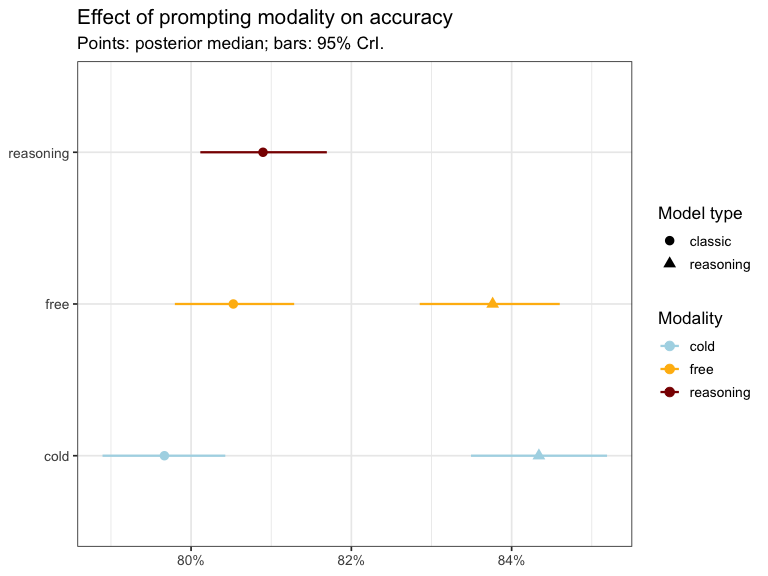 Effect of prompting modality on accuracy
Points: posterior median; bars: 95% CrI.
reasoning
free
cold
80%
82%
84%
Model type
classic
reasoning
Modality
cold
free
reasoning